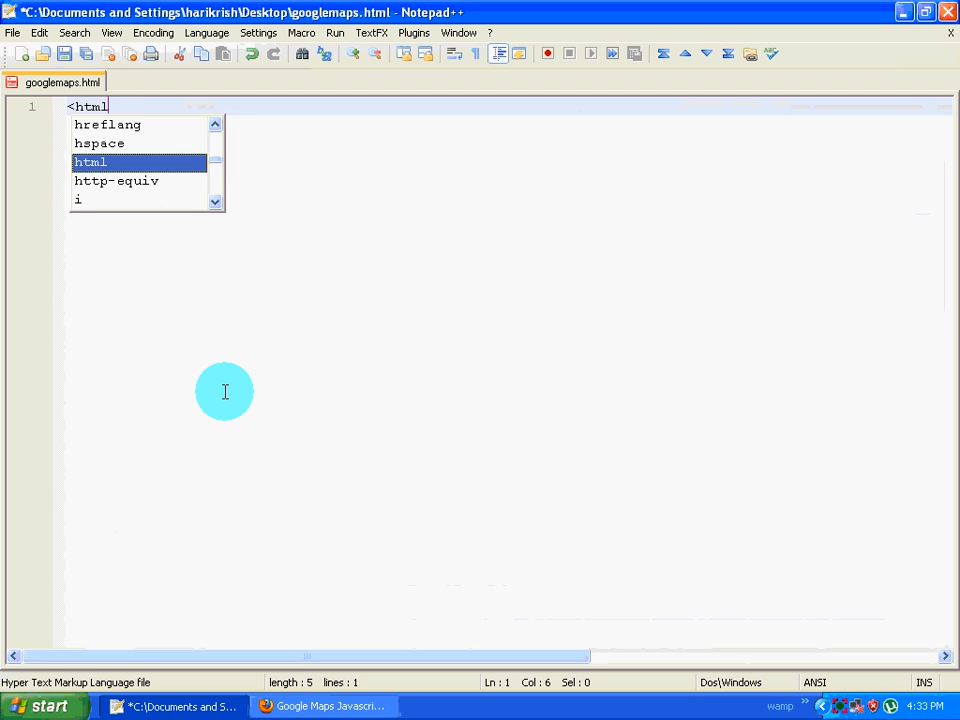 *C:\Documents and Settings\harikrish\Desktop\googlemaps.html - Notepad++
File Edit Search View Encoding Language Settings Macro Run TextFX Plugins Window ? X
googlemaps.html
1 <html
hreflang
hspace
html
http-equiv
i
Hyper Text Markup Language file length : 5 lines : 1 Ln : 1 Col : 6 Sel : 0 Dos\Windows ANSI INS
start *C:\Documents and S... Google Maps Javascri... wamp » 4:33 PM